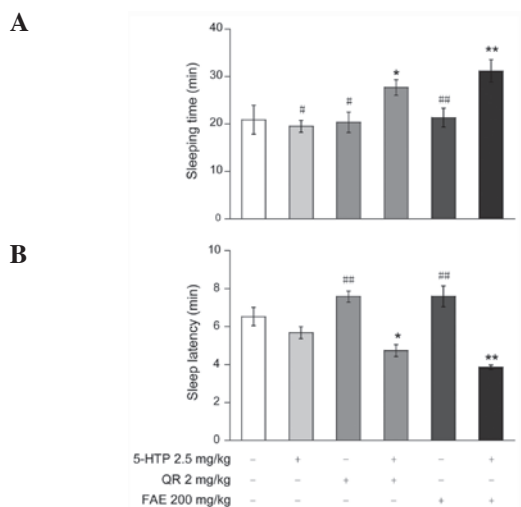 A
Sleeping time (min)
40
30
20
10
0
#
#
*
##
**
B
Sleep latency (min)
8
6
4
2
0
##
*
##
**
5-HTP 2.5 mg/kg – + – + – +
QR 2 mg/kg – – + + – –
FAE 200 mg/kg – – – – + +